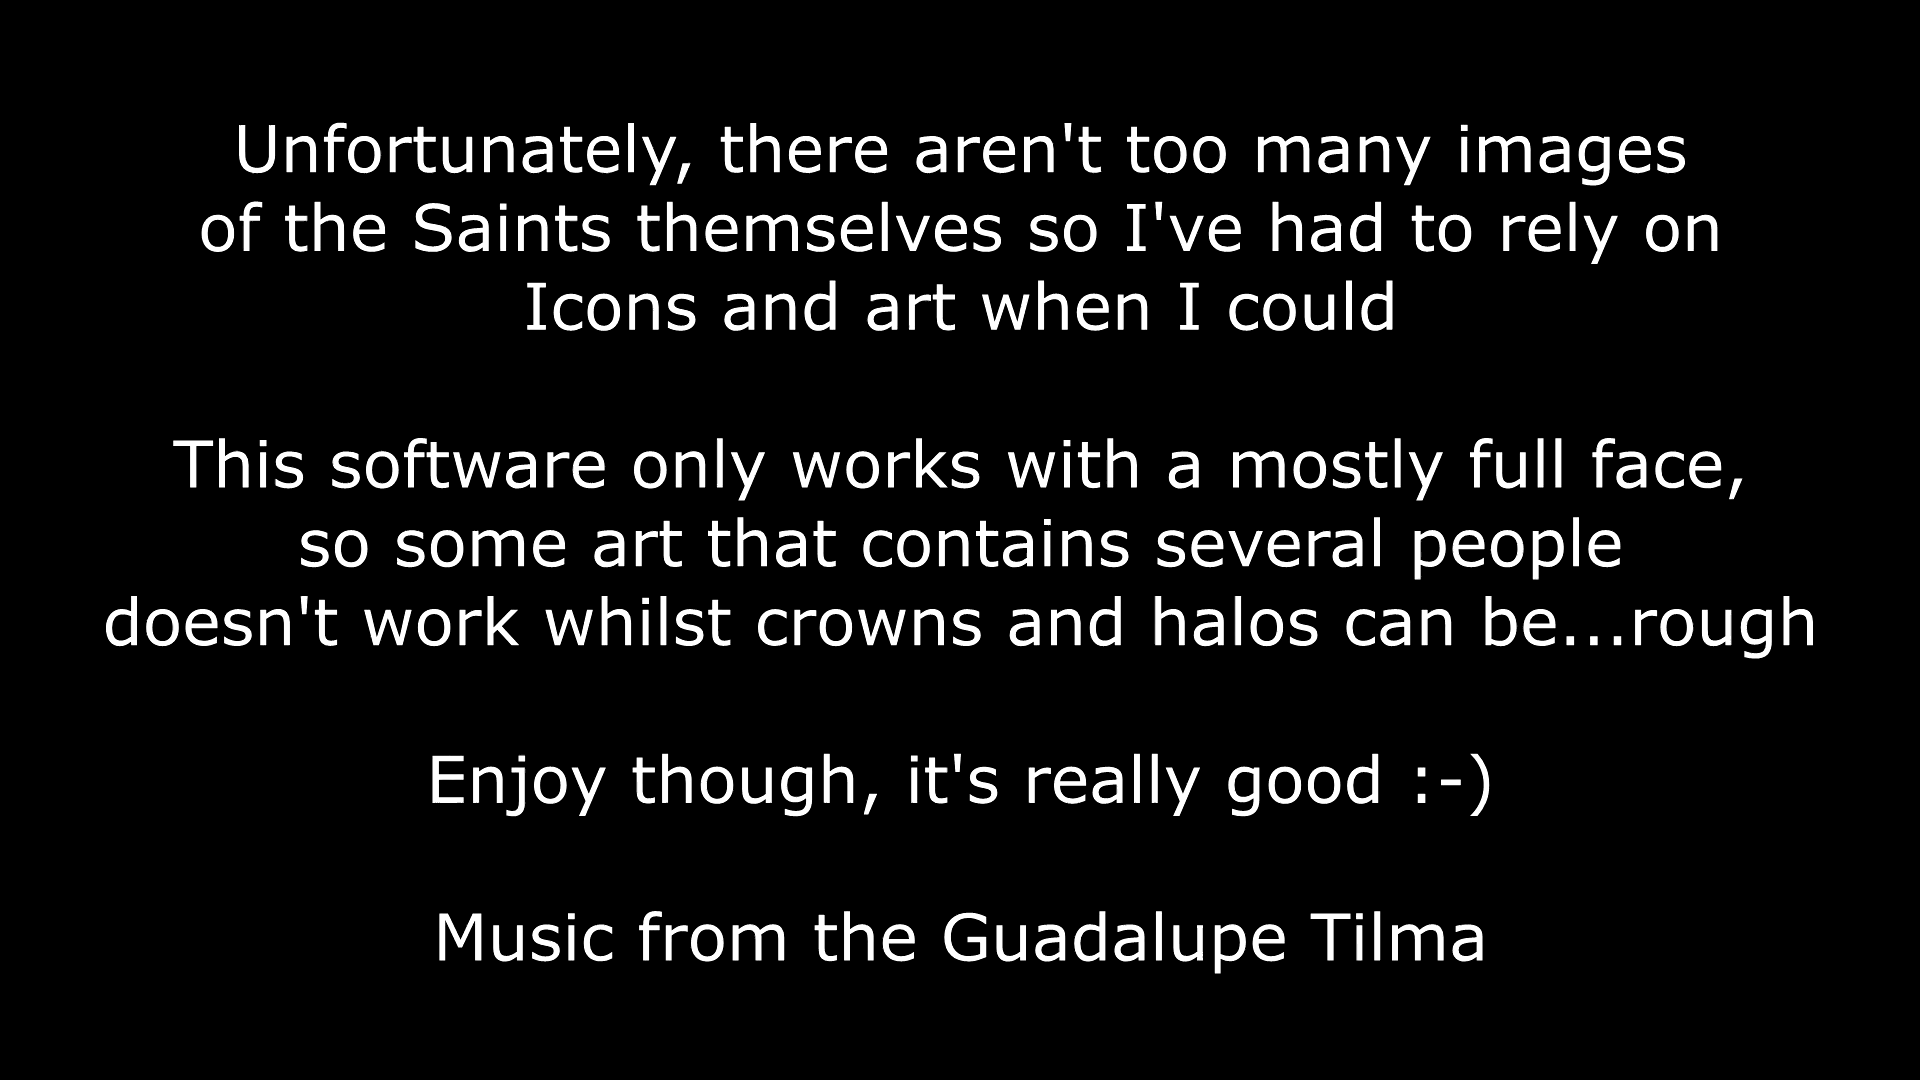 Unfortunately, there aren't too many images
of the Saints themselves so I've had to rely on
Icons and art when I could
This software only works with a mostly full face,
so some art that contains several people
doesn't work whilst crowns and halos can be...rough
Enjoy though, it's really good :-)
Music from the Guadalupe Tilma